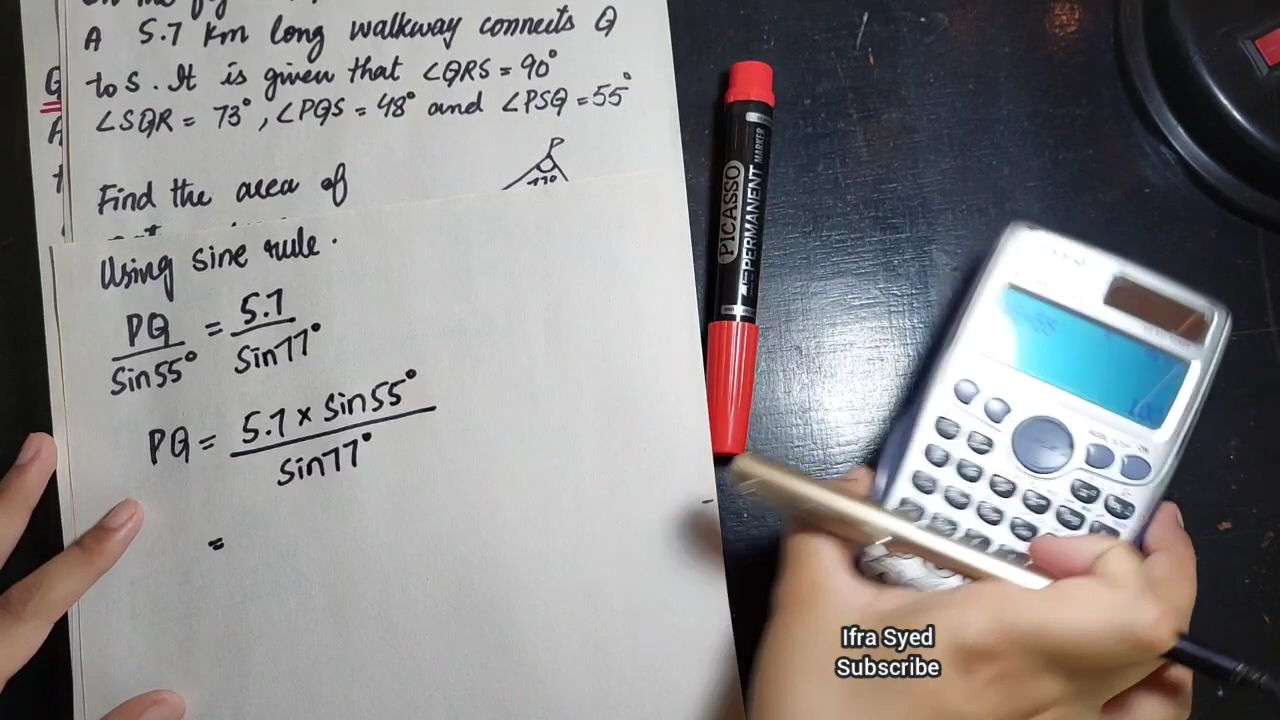 A 5.7 km long walkway connects Q
to S. It is given that ∠QRS = 90°
∠SQR = 73°, ∠PQS = 48° and ∠PSQ = 55°
P
77°
Find the area of
Using sine rule.
PQ/Sin55° = 5.7/Sin77°
PQ = 5.7 × Sin55°/Sin77°
=
PICASSO
PERMANENT MARKER
Ifra Syed
Subscribe